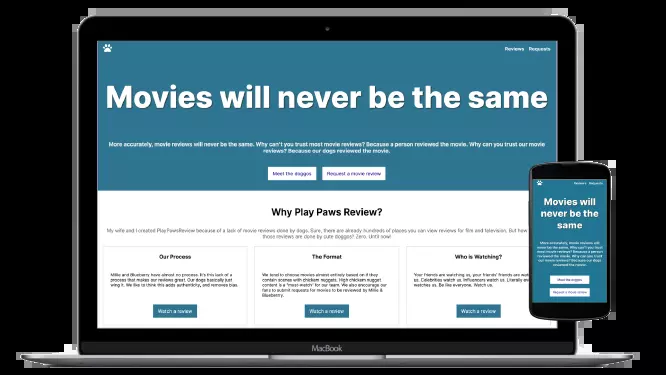 Reviews Requests
Movies will never be the same
More accurately, movie reviews will never be the same. Why can't you trust most movie reviews? Because a person reviewed the movie. Why can you trust our movie
reviews? Because our dogs reviewed the movie.
Meet the doggos Request a movie review
Why Play Paws Review?
My wife and I created Play.PawsReview because of a lack of movie reviews done by dogs. Sure, there are already hundreds of places you can view reviews for film and television. But how
those reviews are done by cute doggos? Zero. Until now!
Our Process
Millie and Blueberry have almost no process. It's this lack of
process that makes our reviews great. Our dogs basically just
wing it. We like to think this adds authenticity, and removes bias.
Watch a review
The Format
We tend to choose movies almost entirely based on if they
contain scenes with chicken nuggets. High chicken nugget
content is a "must-watch" for our team. We also encourage our
fans to submit requests for movies to be reviewed by Millie &
Blueberry.
Watch a review
Who is Watching?
Your friends are watching us, your friends' friends are wat
us. Celebrities watch us. Influencers watch us. Literally ev
watches us. Be like everyone. Watch us.
Watch a review
MacBook
Reviews Requests
Movies will
never be the
same
More accurately, movie reviews will be
never the same. Why can't you trust
most movie reviews? Because a person
reviewed the movie. Why can you trust
our movie reviews? Because our dogs
reviewed the movie.
Meet the doggos
Request a movie review